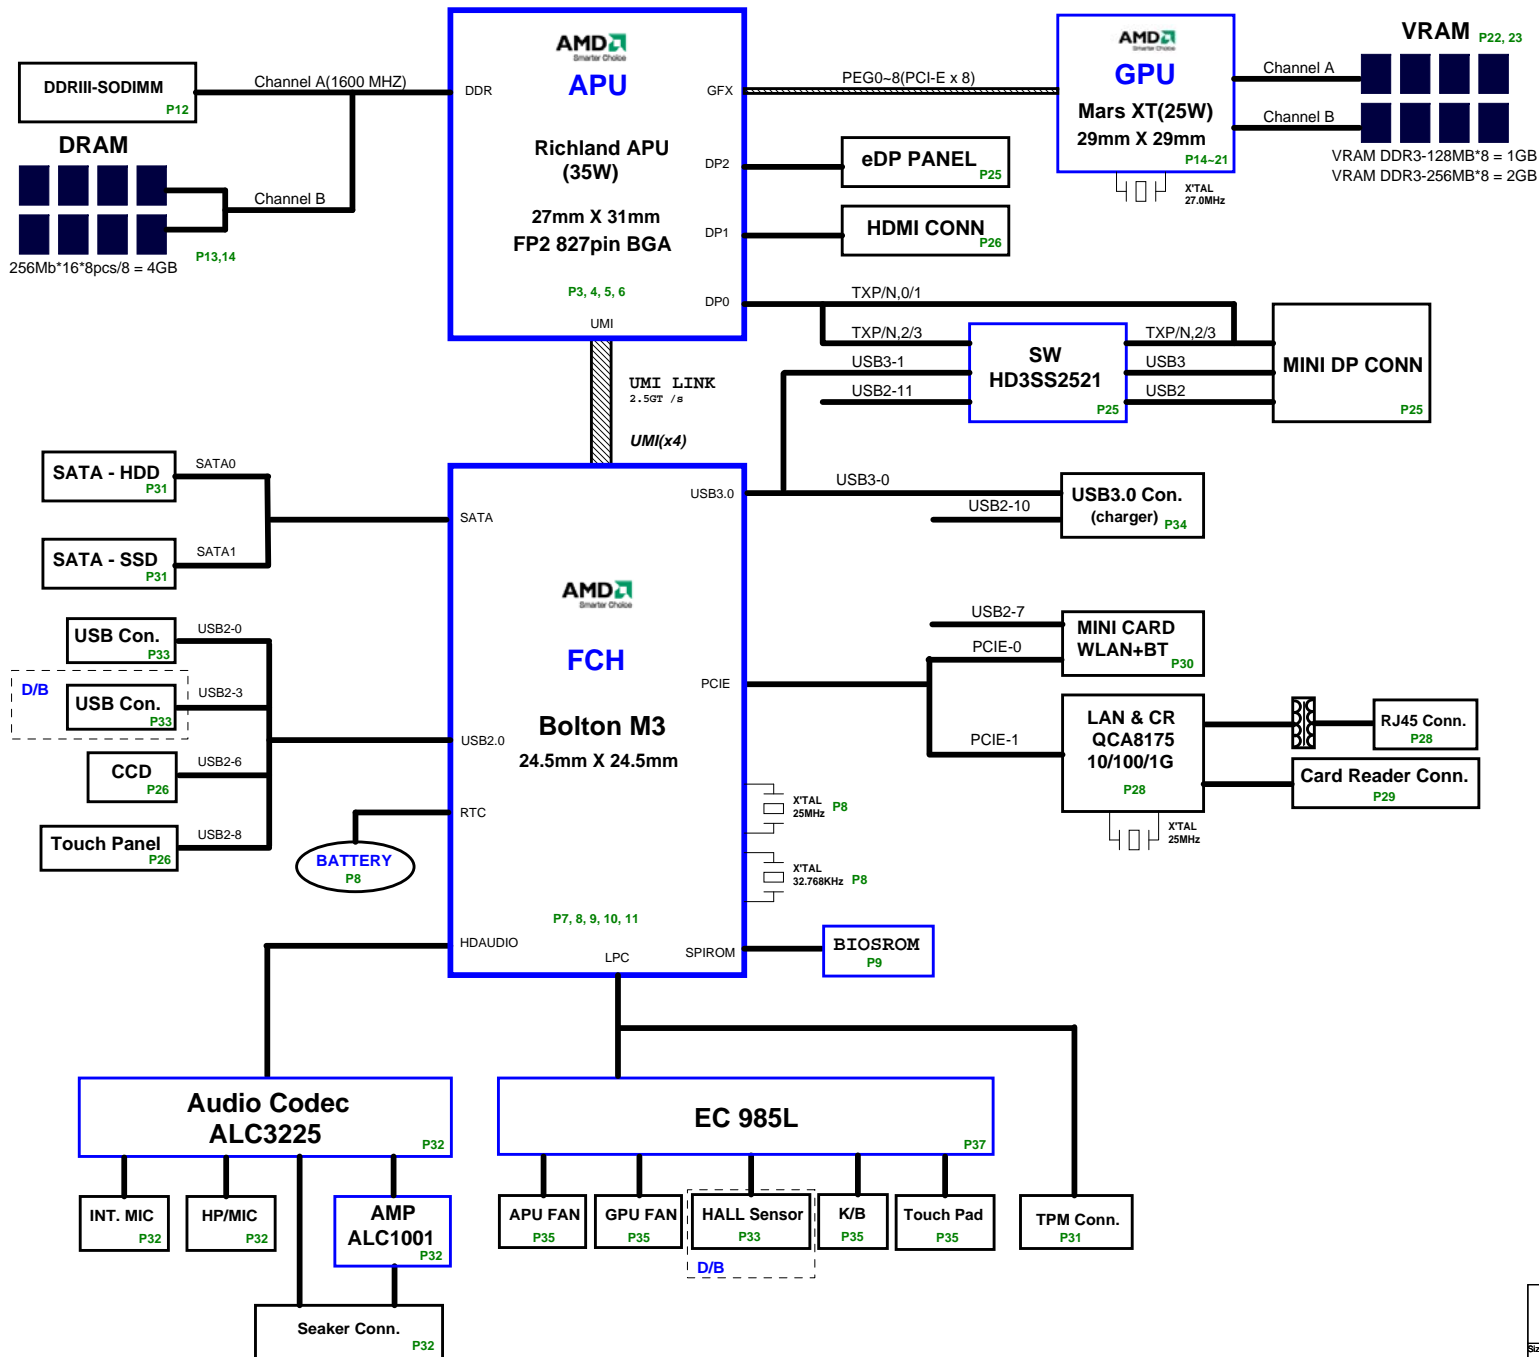 AMD
Smarter Choice
APU
DDR
GFX
Richland APU
(35W)
27mm X 31mm
FP2 827pin BGA
P3, 4, 5, 6
DP2
DP1
DP0
UMI
DDRIII-SODIMM
P12
Channel A(1600 MHZ)
DRAM
Channel B
P13,14
256Mb*16*8pcs/8 = 4GB
PEG0~8(PCI-E x 8)
AMD
Smarter Choice
GPU
Mars XT(25W)
29mm X 29mm
P14~21
X'TAL
27.0MHz
Channel A
Channel B
VRAM
P22, 23
VRAM DDR3-128MB*8 = 1GB
VRAM DDR3-256MB*8 = 2GB
eDP PANEL
P25
HDMI CONN
P26
TXP/N,0/1
TXP/N,2/3
USB3-1
USB2-11
SW
HD3SS2521
P25
TXP/N,2/3
USB3
USB2
MINI DP CONN
P25
UMI LINK
2.5GT /s
UMI(x4)
SATA - HDD
P31
SATA0
SATA - SSD
P31
SATA1
USB Con.
P33
USB2-0
D/B
USB Con.
P33
USB2-3
CCD
P26
USB2-6
Touch Panel
P26
USB2-8
BATTERY
P8
SATA
USB3.0
AMD
Smarter Choice
FCH
PCIE
Bolton M3
24.5mm X 24.5mm
USB2.0
RTC
P7, 8, 9, 10, 11
HDAUDIO
LPC
SPIROM
USB3-0
USB2-10
USB3.0 Con.
(charger)
P34
USB2-7
PCIE-0
MINI CARD
WLAN+BT
P30
PCIE-1
LAN & CR
QCA8175
10/100/1G
P28
X'TAL
25MHz
RJ45 Conn.
P28
Card Reader Conn.
P29
X'TAL
25MHz
P8
X'TAL
32.768KHz
P8
BIOSROM
P9
Audio Codec
ALC3225
P32
INT. MIC
P32
HP/MIC
P32
AMP
ALC1001
P32
Seaker Conn.
P32
EC 985L
P37
APU FAN
P35
GPU FAN
P35
HALL Sensor
P33
D/B
K/B
P35
Touch Pad
P35
TPM Conn.
P31